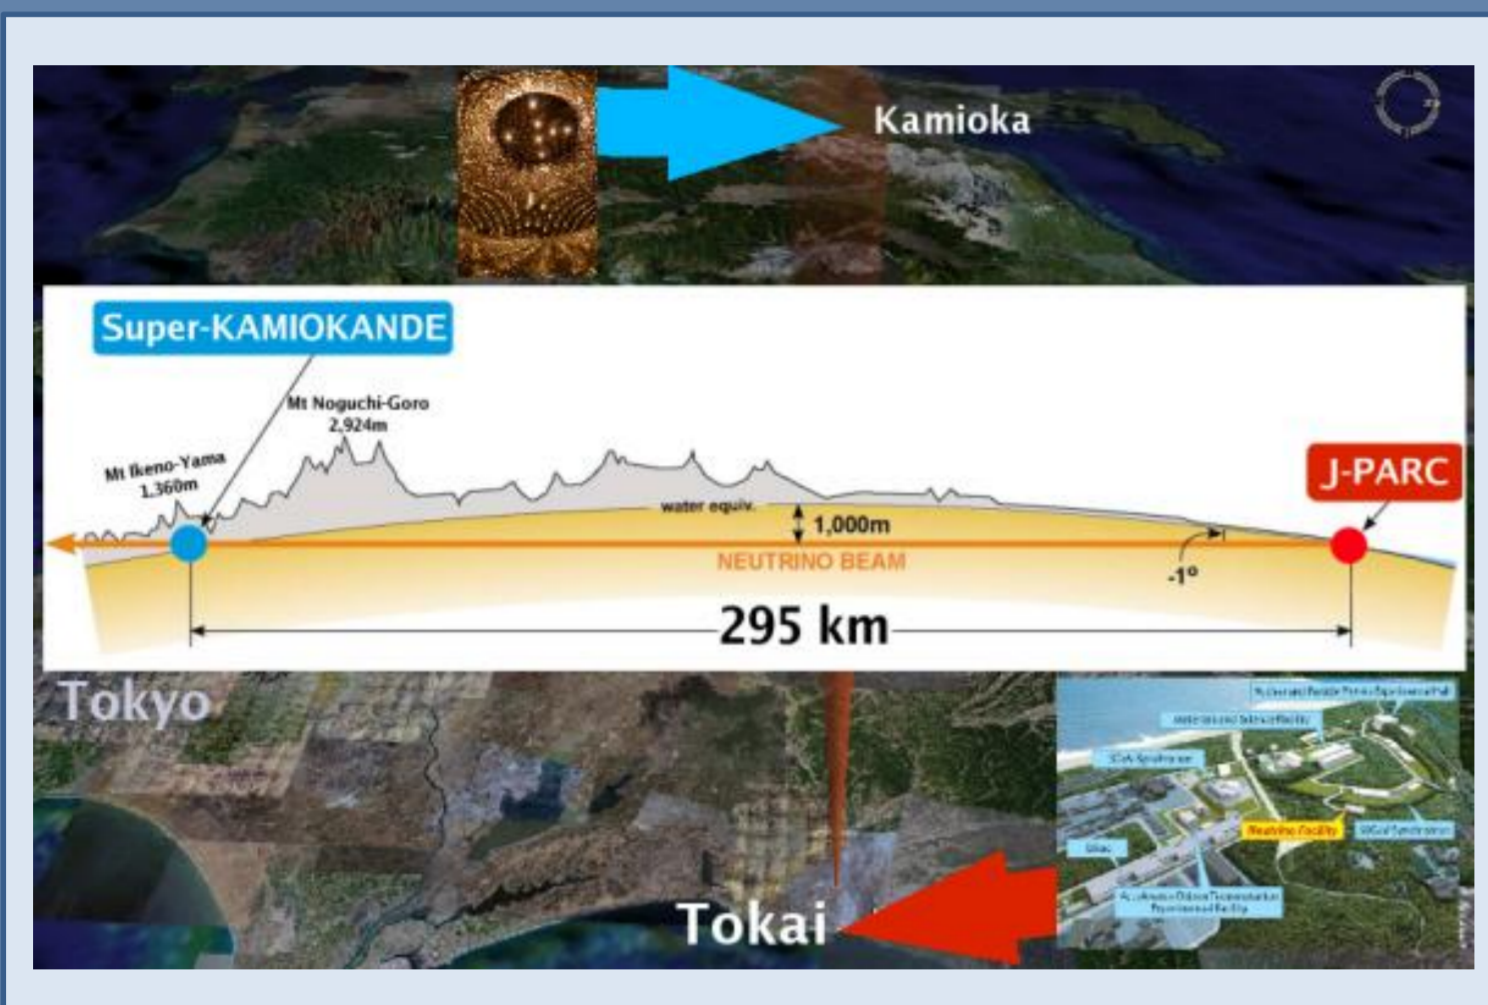 Kamioka
Super-KAMIOKANDE
Mt Noguchi-Goro
2,924m
Mt Ikeno-Yama
1,360m
J-PARC
water equiv.
1,000m
NEUTRINO BEAM
-1°
295 km
Tokyo
Neutrino Facility
Linac
Tokai